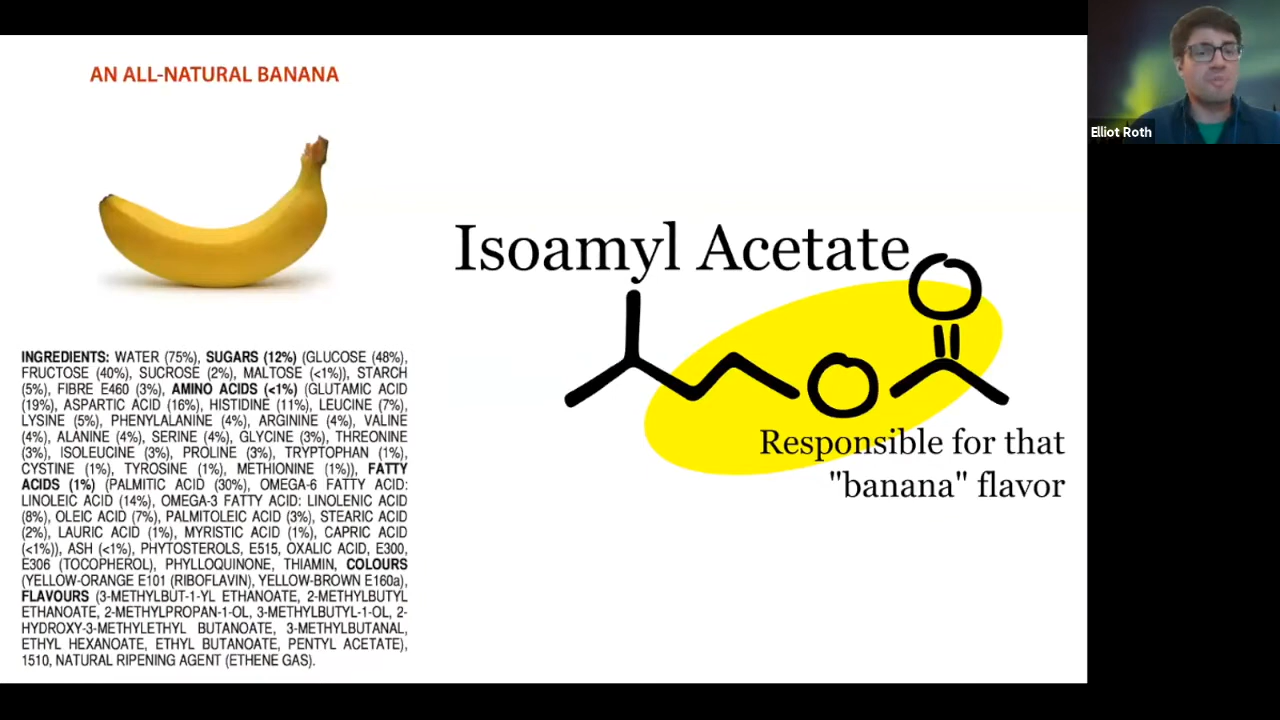 AN ALL-NATURAL BANANA
INGREDIENTS: WATER (75%), SUGARS (12%) (GLUCOSE (48%),
FRUCTOSE (40%), SUCROSE (2%), MALTOSE (<1%)), STARCH
(5%), FIBRE E460 (3%), AMINO ACIDS (<1%) (GLUTAMIC ACID
(19%), ASPARTIC ACID (16%), HISTIDINE (11%), LEUCINE (7%),
LYSINE (5%), PHENYLALANINE (4%), ARGININE (4%), VALINE
(4%), ALANINE (4%), SERINE (4%), GLYCINE (3%), THREONINE
(3%), ISOLEUCINE (3%), PROLINE (3%), TRYPTOPHAN (1%),
CYSTINE (1%), TYROSINE (1%), METHIONINE (1%)), FATTY
ACIDS (1%) (PALMITIC ACID (30%), OMEGA-6 FATTY ACID:
LINOLEIC ACID (14%), OMEGA-3 FATTY ACID: LINOLENIC ACID
(8%), OLEIC ACID (7%), PALMITOLEIC ACID (3%), STEARIC ACID
(2%), LAURIC ACID (1%), MYRISTIC ACID (1%), CAPRIC ACID
(<1%)), ASH (<1%), PHYTOSTEROLS, E515, OXALIC ACID, E300,
E306 (TOCOPHEROL), PHYLLOQUINONE, THIAMIN, COLOURS
(YELLOW-ORANGE E101 (RIBOFLAVIN), YELLOW-BROWN E160a),
FLAVOURS (3-METHYLBUT-1-YL ETHANOATE, 2-METHYLBUTYL
ETHANOATE, 2-METHYLPROPAN-1-OL, 3-METHYLBUTYL-1-OL, 2-
HYDROXY-3-METHYLETHYL BUTANOATE, 3-METHYLBUTANAL,
ETHYL HEXANOATE, ETHYL BUTANOATE, PENTYL ACETATE),
1510, NATURAL RIPENING AGENT (ETHENE GAS).
Isoamyl Acetate
O
O
Responsible for that
"banana" flavor
Elliot Roth